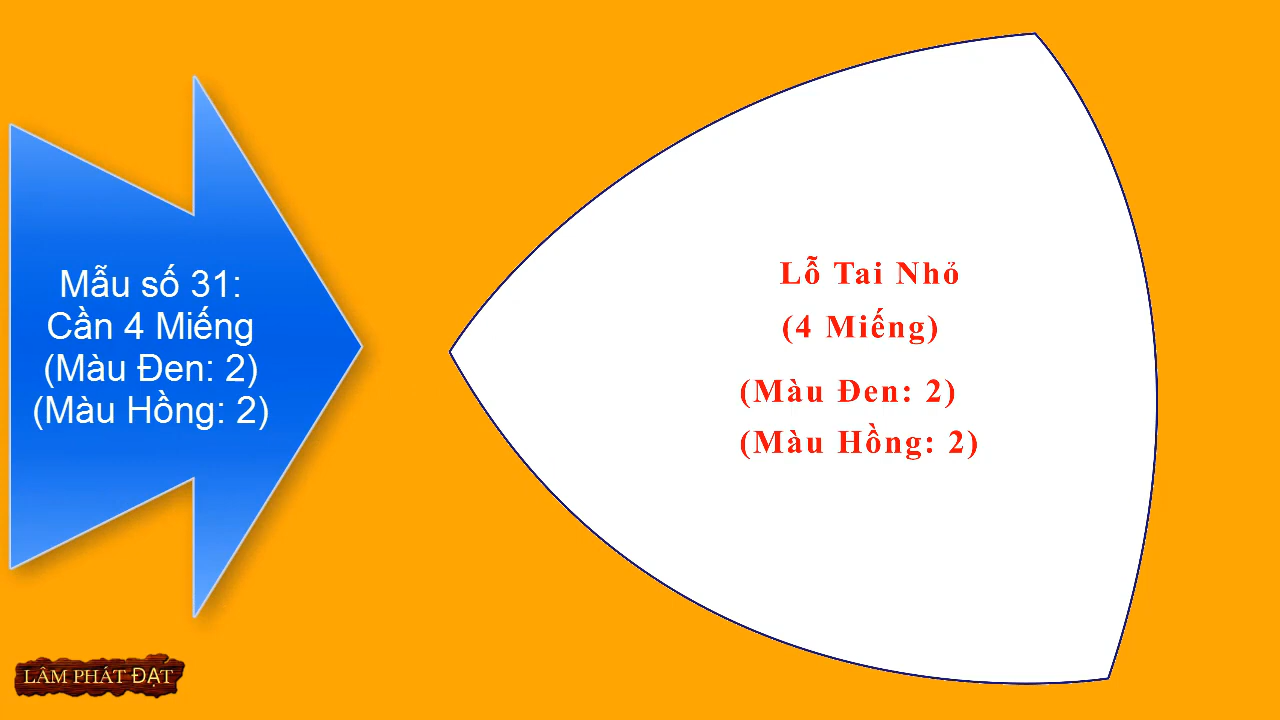 Mẫu số 31:
Cần 4 Miếng
(Màu Đen: 2)
(Màu Hồng: 2)
Lỗ Tai Nhỏ
(4 Miếng)
(Màu Đen: 2)
(Màu Hồng: 2)
LÂM PHÁT ĐẠT